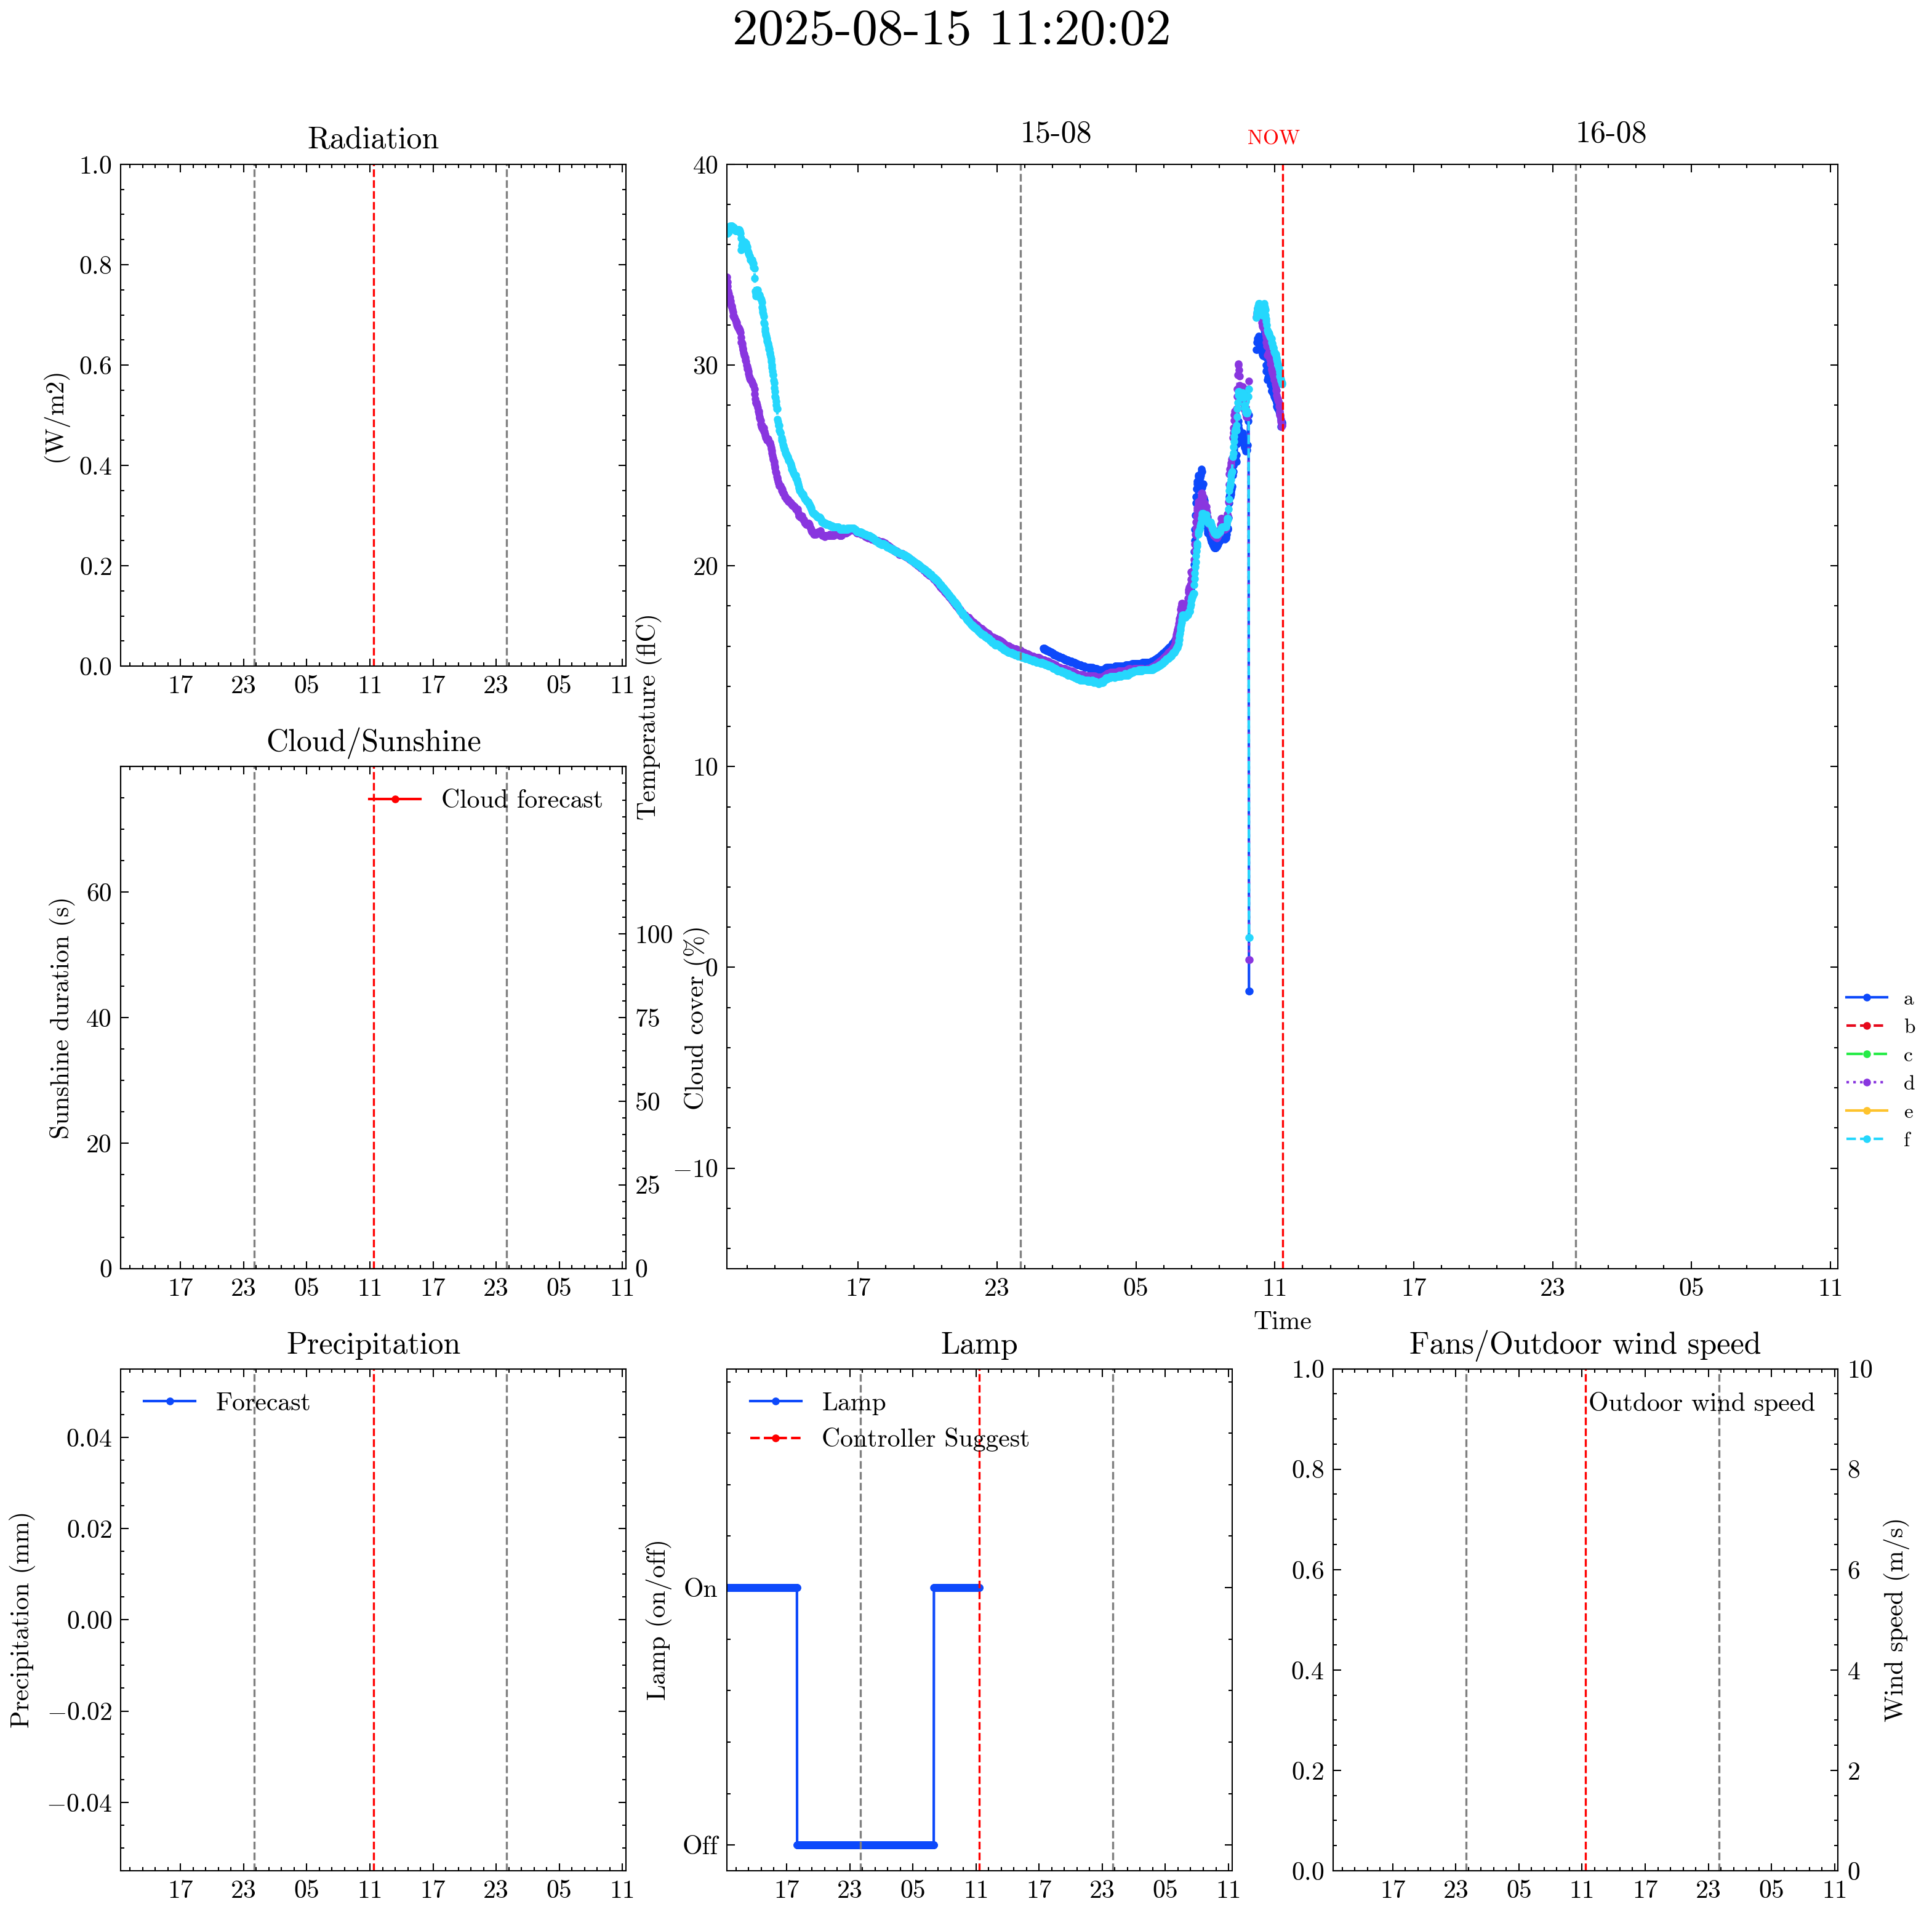 2025-08-15 11:20:02
Radiation
1.0
0.8
0.6
0.4
0.2
0.0
(W/m2)
17 23 05 11 17 23 05 11
15-08
NOW
16-08
40
30
20
10
0
−10
Temperature (flC)
17 23 05 11 17 23 05 11
Time
a
b
c
d
e
f
Cloud/Sunshine
Cloud forecast
60
40
20
0
Sunshine duration (s)
100
75
50
25
0
Cloud cover (%)
17 23 05 11 17 23 05 11
Precipitation
Forecast
0.04
0.02
0.00
−0.02
−0.04
Precipitation (mm)
17 23 05 11 17 23 05 11
Lamp
Lamp
Controller Suggest
On
Off
Lamp (on/off)
17 23 05 11 17 23 05 11
Fans/Outdoor wind speed
Outdoor wind speed
1.0
0.8
0.6
0.4
0.2
0.0
10
8
6
4
2
0
Wind speed (m/s)
17 23 05 11 17 23 05 11